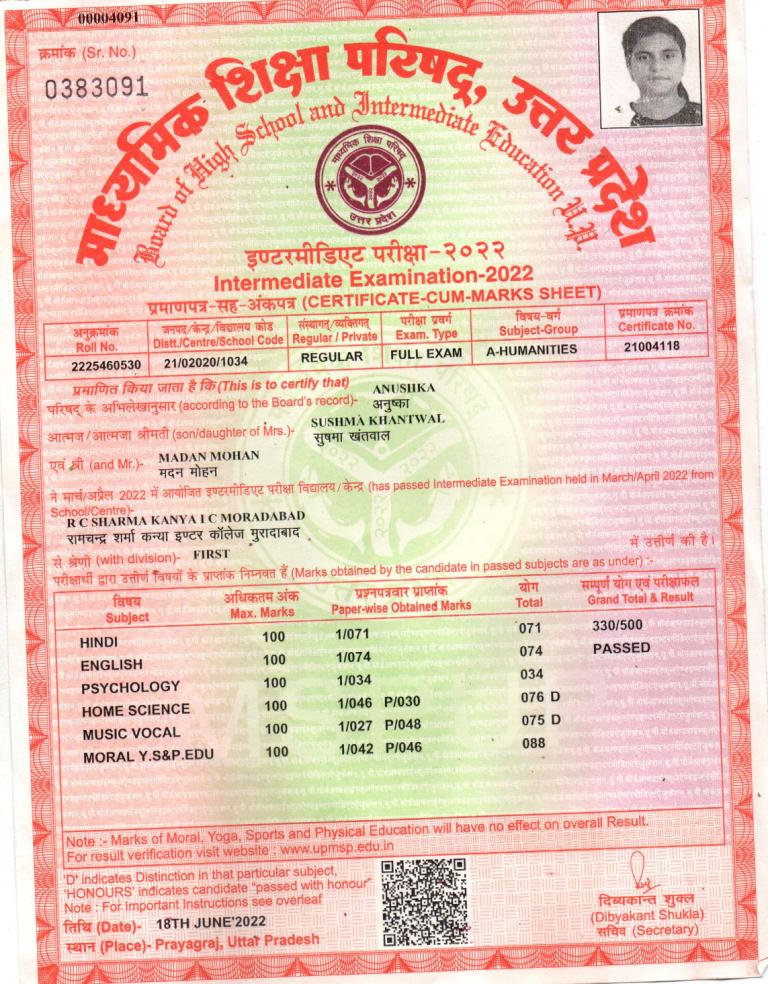 00004091
क्रमांक (Sr. No.)
0383091
माध्यमिक शिक्षा परिषद्, उत्तर प्रदेश
Board of High School and Intermediate Education U.P.
माध्यमिक शिक्षा परिषद्
उत्तर प्रदेश
इण्टरमीडिएट परीक्षा-२०२२
Intermediate Examination-2022
प्रमाणपत्र-सह-अंकपत्र (CERTIFICATE-CUM-MARKS SHEET)
अनुक्रमांक जनपद/केन्द्र/विद्यालय कोड संस्थागत्/व्यक्तिगत् परीक्षा प्रवर्ग विषय-वर्ग प्रमाणपत्र क्रमांक
Roll No. Distt./Centre/School Code Regular / Private Exam. Type Subject-Group Certificate No.
2225460530 21/02020/1034 REGULAR FULL EXAM A-HUMANITIES 21004118
प्रमाणित किया जाता है कि (This is to certify that) ANUSHKA
परिषद् के अभिलेखानुसार (according to the Board's record)- अनुष्का
SUSHMA KHANTWAL
आत्मज/आत्मजा श्रीमती (son/daughter of Mrs.)- सुषमा खंतवाल
एवं श्री (and Mr.)- MADAN MOHAN
मदन मोहन
ने मार्च/अप्रैल 2022 में आयोजित इण्टरमीडिएट परीक्षा विद्यालय/केन्द्र (has passed Intermediate Examination held in March/April 2022 from
School/Centre)-
R C SHARMA KANYA I C MORADABAD
रामचन्द्र शर्मा कन्या इण्टर कॉलेज मुरादाबाद में उत्तीर्ण की है।
से श्रेणी (with division)- FIRST
परीक्षार्थी द्वारा उत्तीर्ण विषयों के प्राप्तांक निम्नवत हैं (Marks obtained by the candidate in passed subjects are as under) :-
विषय अधिकतम अंक प्रश्नपत्रवार प्राप्तांक योग सम्पूर्ण योग एवं परीक्षाफल
Subject Max. Marks Paper-wise Obtained Marks Total Grand Total & Result
HINDI 100 1/071 071 330/500
ENGLISH 100 1/074 074 PASSED
PSYCHOLOGY 100 1/034 034
HOME SCIENCE 100 1/046 P/030 076 D
MUSIC VOCAL 100 1/027 P/048 075 D
MORAL Y.S&P.EDU 100 1/042 P/046 088
Note :- Marks of Moral, Yoga, Sports and Physical Education will have no effect on overall Result.
For result verification visit website : www.upmsp.edu.in
'D' indicates Distinction in that particular subject,
'HONOURS' indicates candidate "passed with honour"
Note : For Important Instructions see overleaf
तिथि (Date)- 18TH JUNE'2022
स्थान (Place)- Prayagraj, Uttar Pradesh
दिब्यकान्त शुक्ल
(Dibyakant Shukla)
सचिव (Secretary)